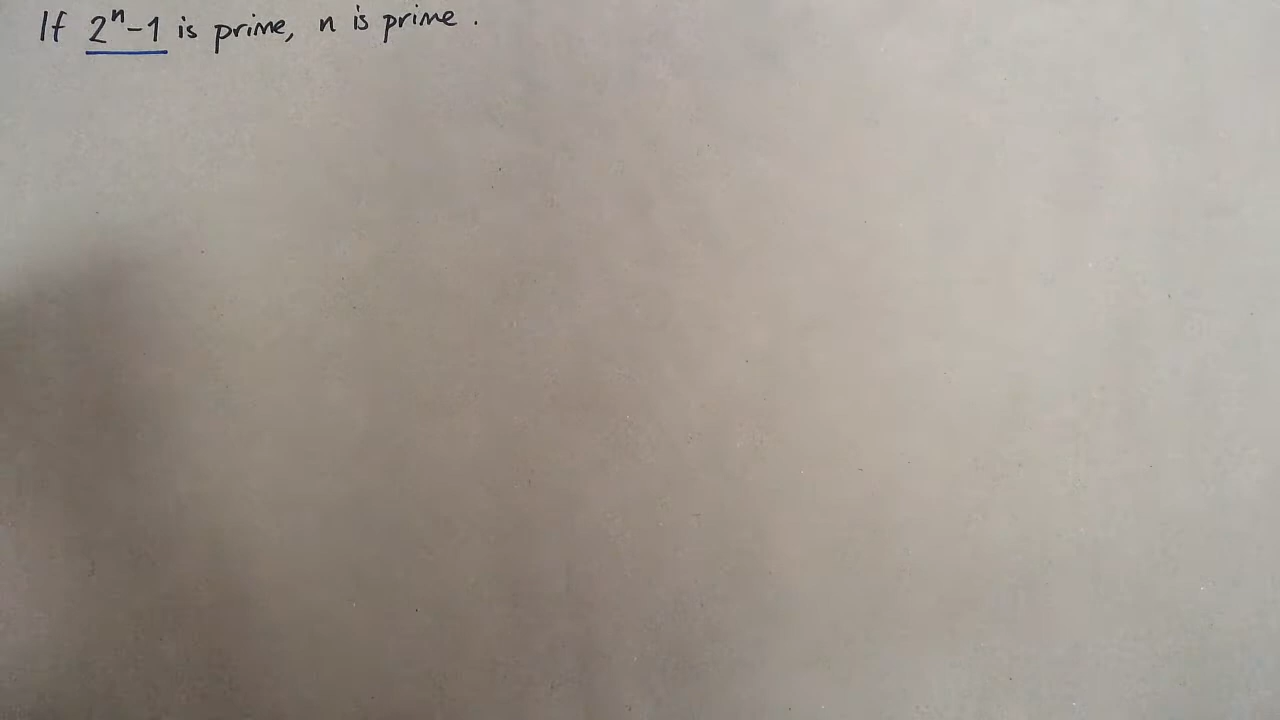 If 2ⁿ-1 is prime, n is prime.